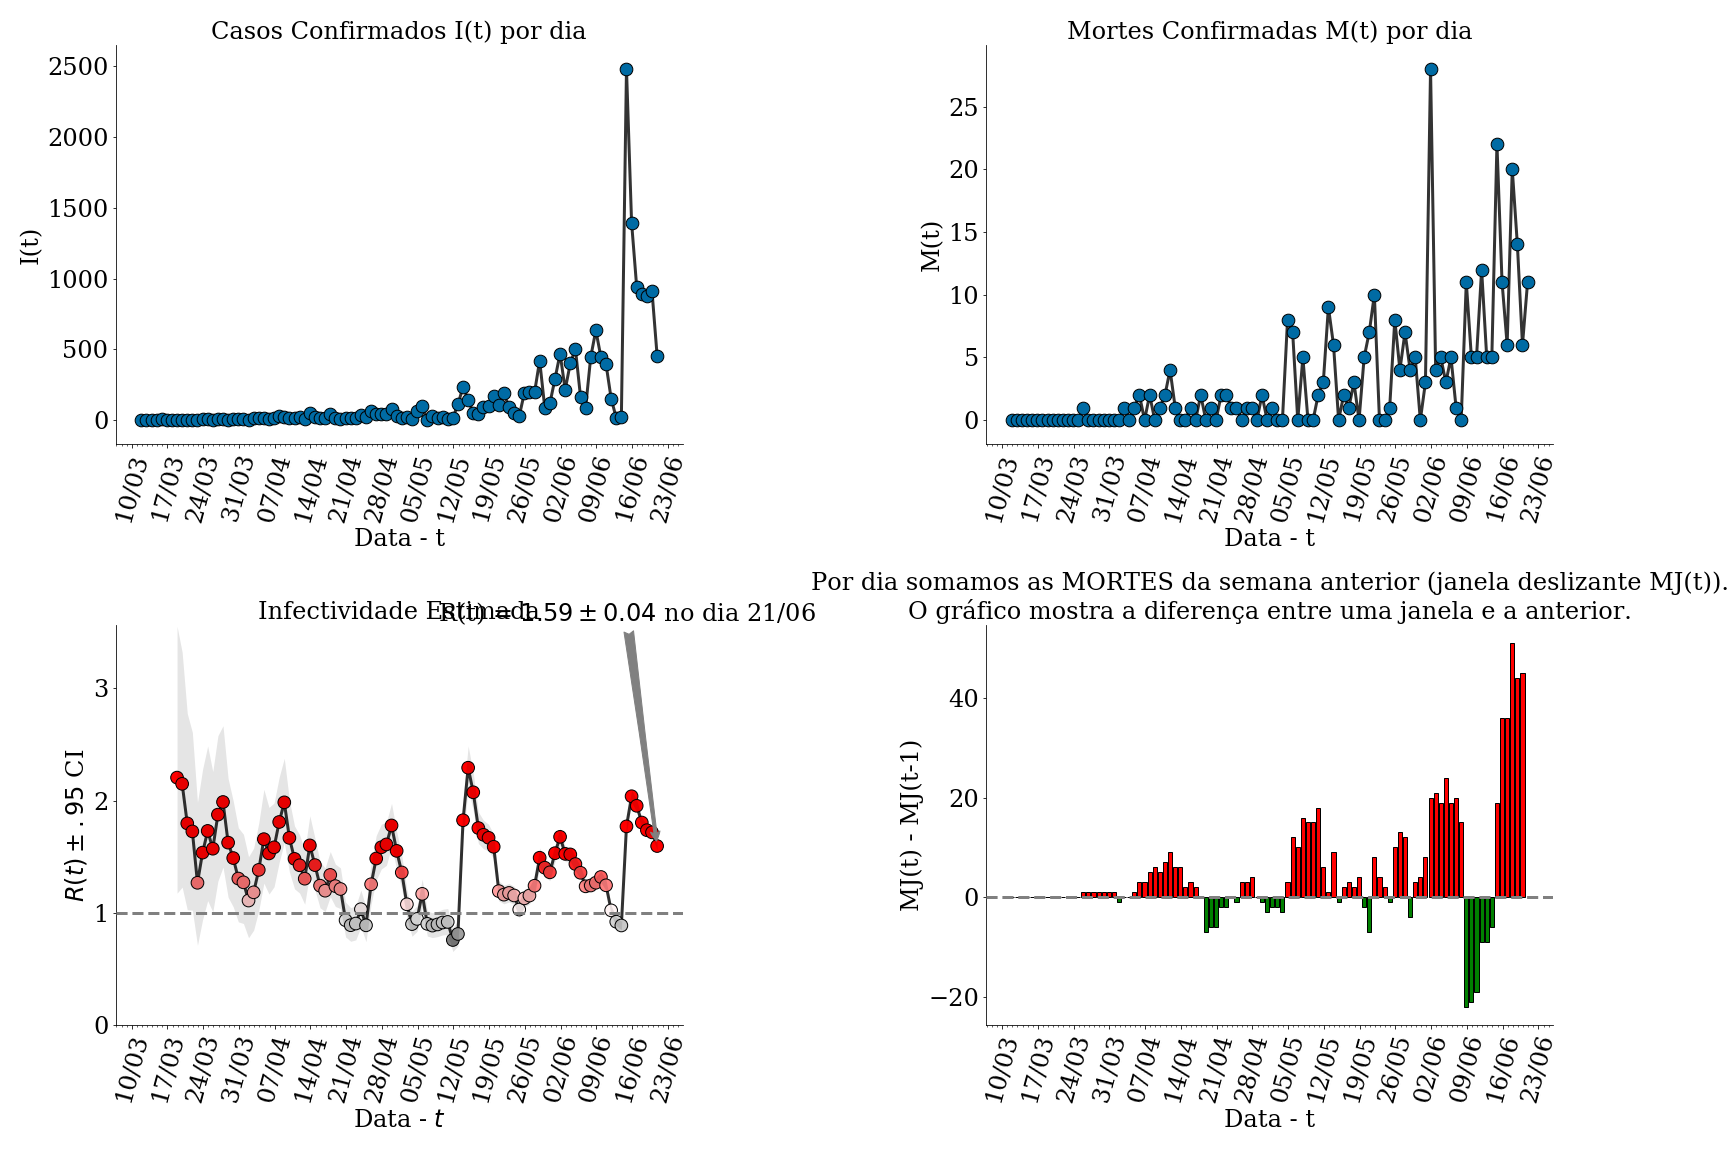 Casos Confirmados I(t) por dia
I(t)
2500
2000
1500
1000
500
0
10/03 17/03 24/03 31/03 07/04 14/04 21/04 28/04 05/05 12/05 19/05 26/05 02/06 09/06 16/06 23/06
Data - t
Mortes Confirmadas M(t) por dia
M(t)
25
20
15
10
5
0
10/03 17/03 24/03 31/03 07/04 14/04 21/04 28/04 05/05 12/05 19/05 26/05 02/06 09/06 16/06 23/06
Data - t
Infectividade Estimada
R(t) = 1.59 ± 0.04 no dia 21/06
R(t) ± .95 CI
3
2
1
0
10/03 17/03 24/03 31/03 07/04 14/04 21/04 28/04 05/05 12/05 19/05 26/05 02/06 09/06 16/06 23/06
Data - t
Por dia somamos as MORTES da semana anterior (janela deslizante MJ(t)).
O gráfico mostra a diferença entre uma janela e a anterior.
MJ(t) - MJ(t-1)
40
20
0
−20
10/03 17/03 24/03 31/03 07/04 14/04 21/04 28/04 05/05 12/05 19/05 26/05 02/06 09/06 16/06 23/06
Data - t